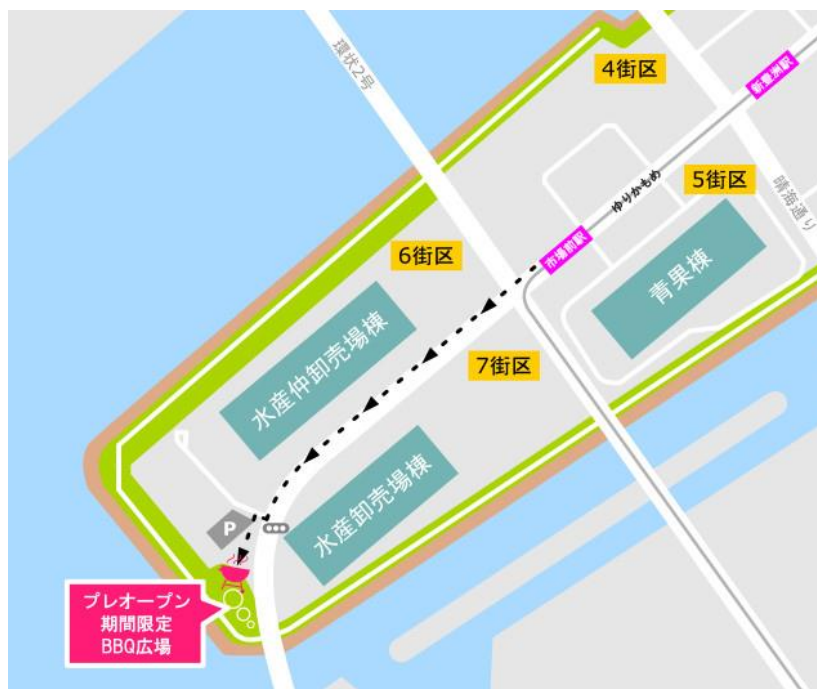 環状2号
4街区
新豊洲駅
ゆりかもめ
5街区
晴海通り
市場前駅
青果棟
6街区
7街区
水産仲卸売場棟
水産卸売場棟
P
プレオープン
期間限定
BBQ広場